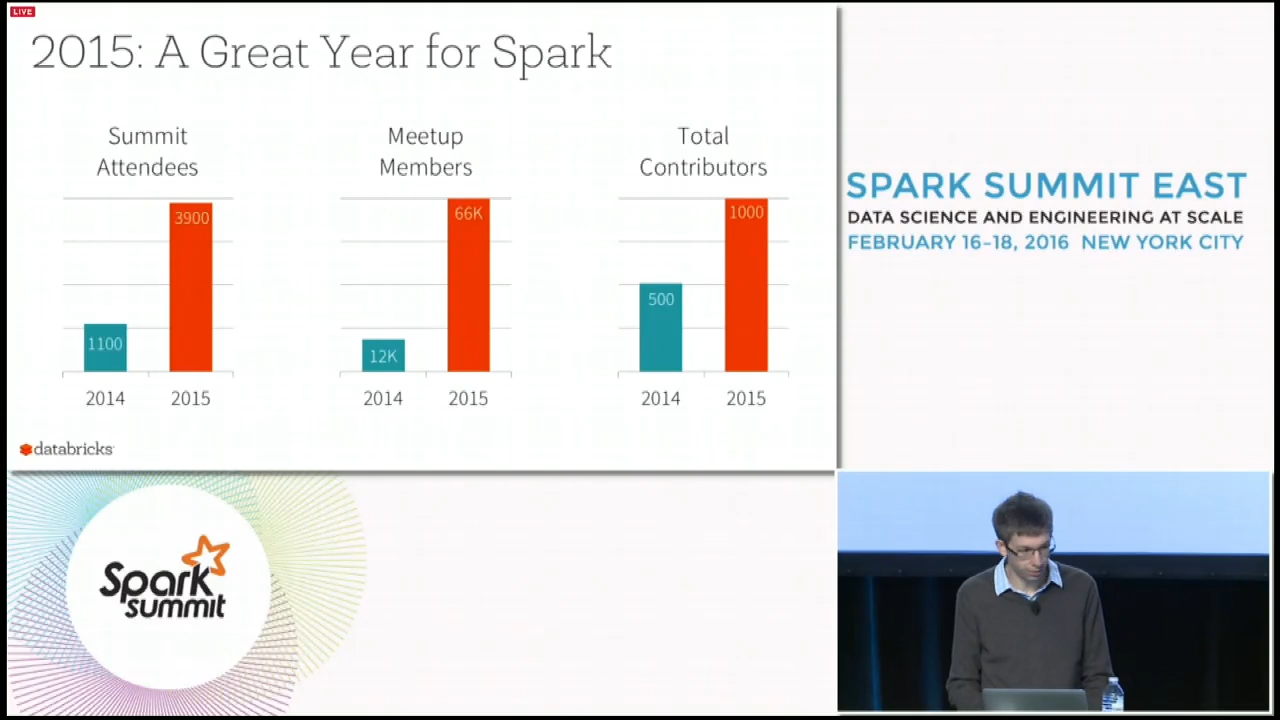 LIVE
2015: A Great Year for Spark
Summit
Attendees
Meetup
Members
Total
Contributors
3900
1100
2014
2015
66K
12K
2014
2015
1000
500
2014
2015
databricks
SPARK SUMMIT EAST
DATA SCIENCE AND ENGINEERING AT SCALE
FEBRUARY 16-18, 2016 NEW YORK CITY
Spark
summit